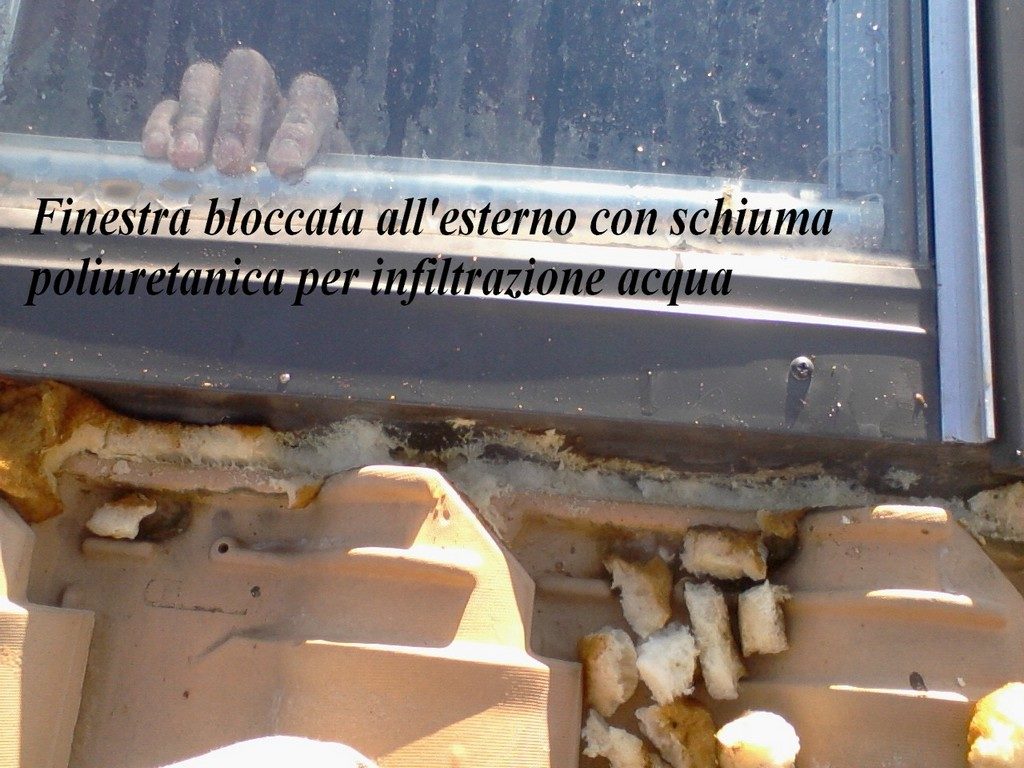 Finestra bloccata all'esterno con schiuma
poliuretanica per infiltrazione acqua